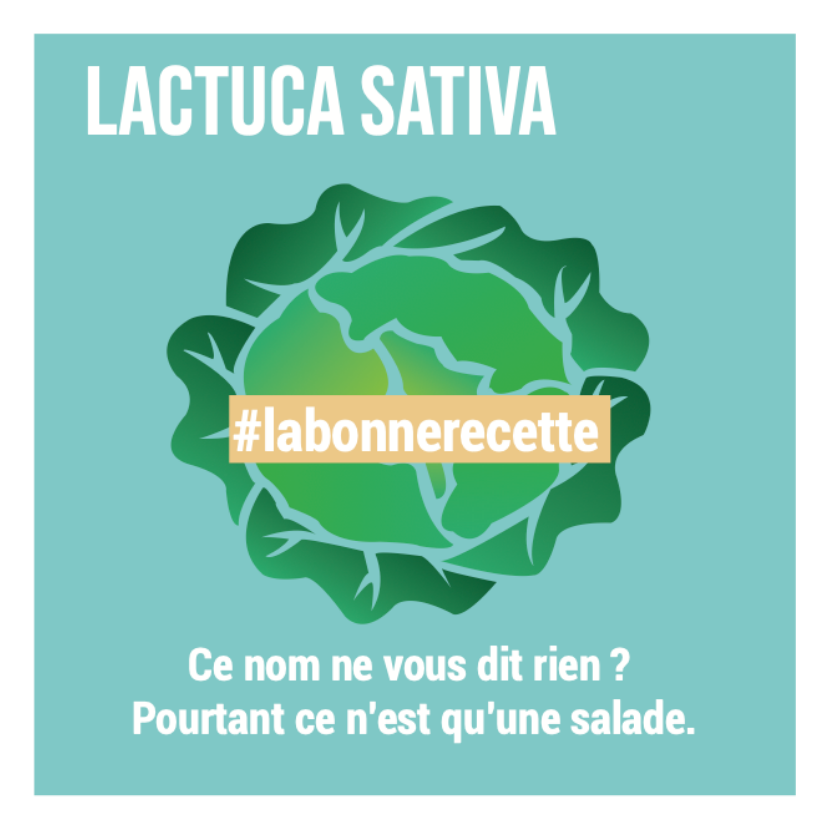 LACTUCA SATIVA
#labonnerecette
Ce nom ne vous dit rien ?
Pourtant ce n'est qu'une salade.